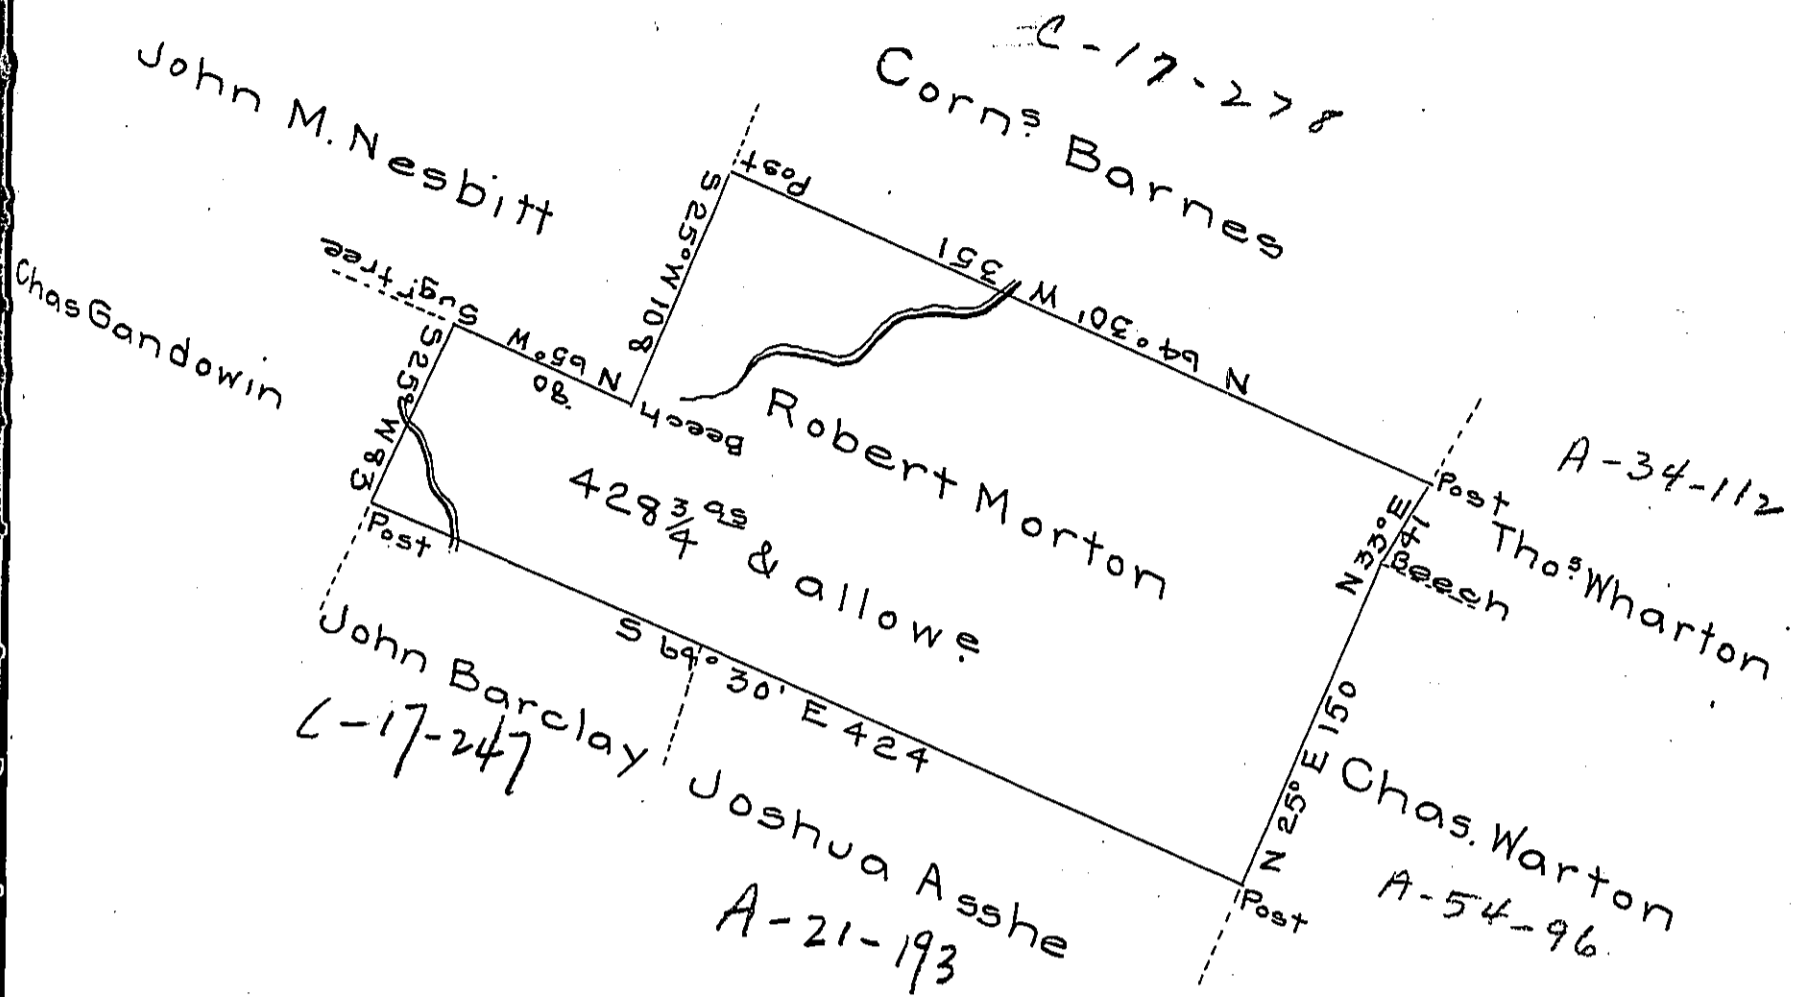 C-17-278
Corns. Barnes
John M. Nesbitt
Chas Gandowin
Post
S 25° W 108
N 64° 30' W 351
Sugr. tree
N 65° W
80
Beech
S 25° W 83
Post
Robert Morton
428 3/4 as & allowe
Post
N 33° E
41
Beech
A-34-112
Thos. Wharton
S 64° 30' E 424
John Barclay
C-17-247
Joshua Asshe
A-21-193
N 25° E 150
Chas. Warton
A-54-96
Post